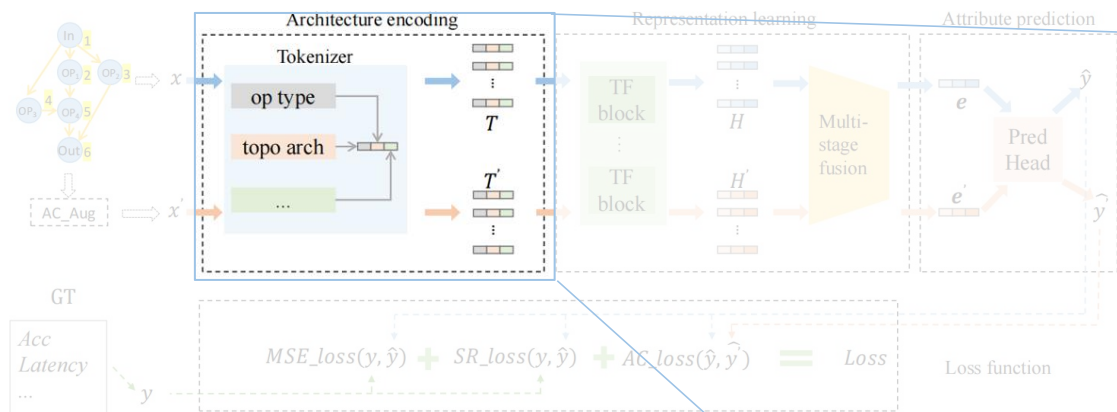 Architecture encoding
Representation learning
Attribute prediction
In 1
OP₁ 2
OP₂ 3
OP₃ 4
OP₄ 5
Out 6
AC_Aug
x
x'
Tokenizer
op type
topo arch
...
T
T'
TF
block
TF
block
H
H'
Multi-
stage
fusion
e
e'
Pred
Head
ŷ
ŷ'
GT
Acc
Latency
...
y
MSE_loss(y, ŷ) + SR_loss(y, ŷ) + AC_loss(ŷ, ŷ') = Loss
Loss function